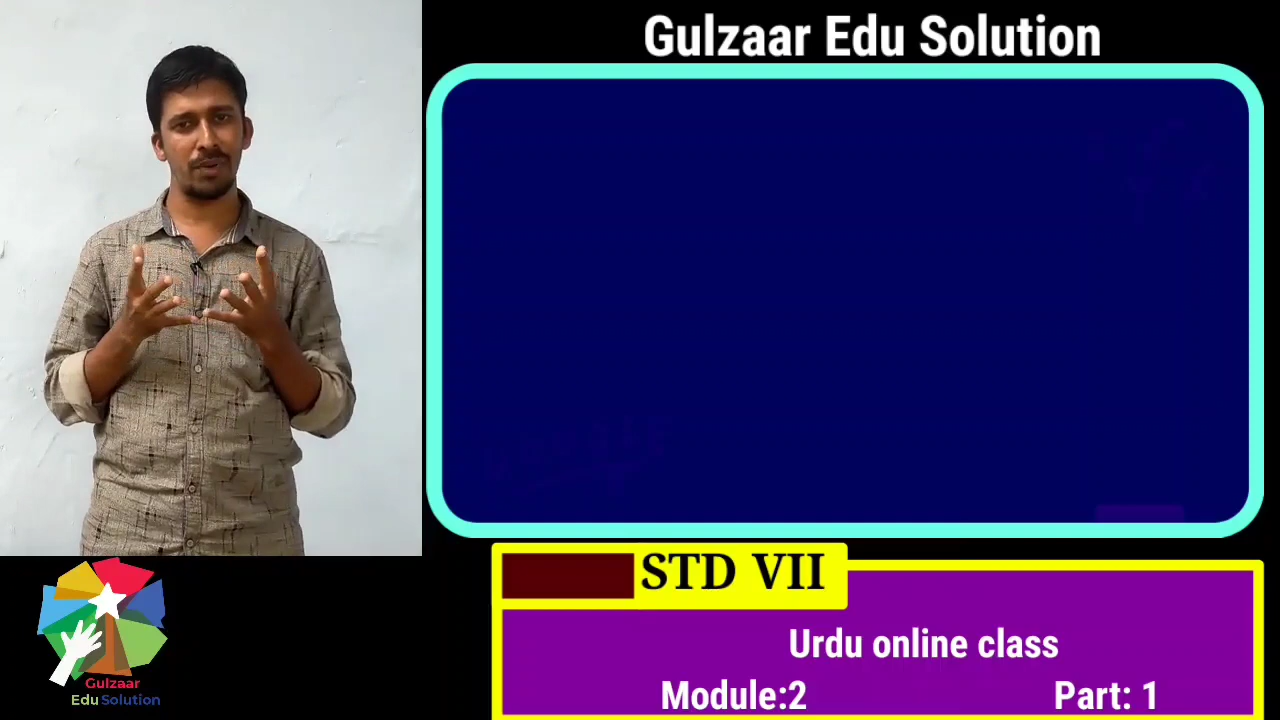 Gulzaar Edu Solution
STD VII
Urdu online class
Module:2
Part: 1
Gulzaar
Edu Solution